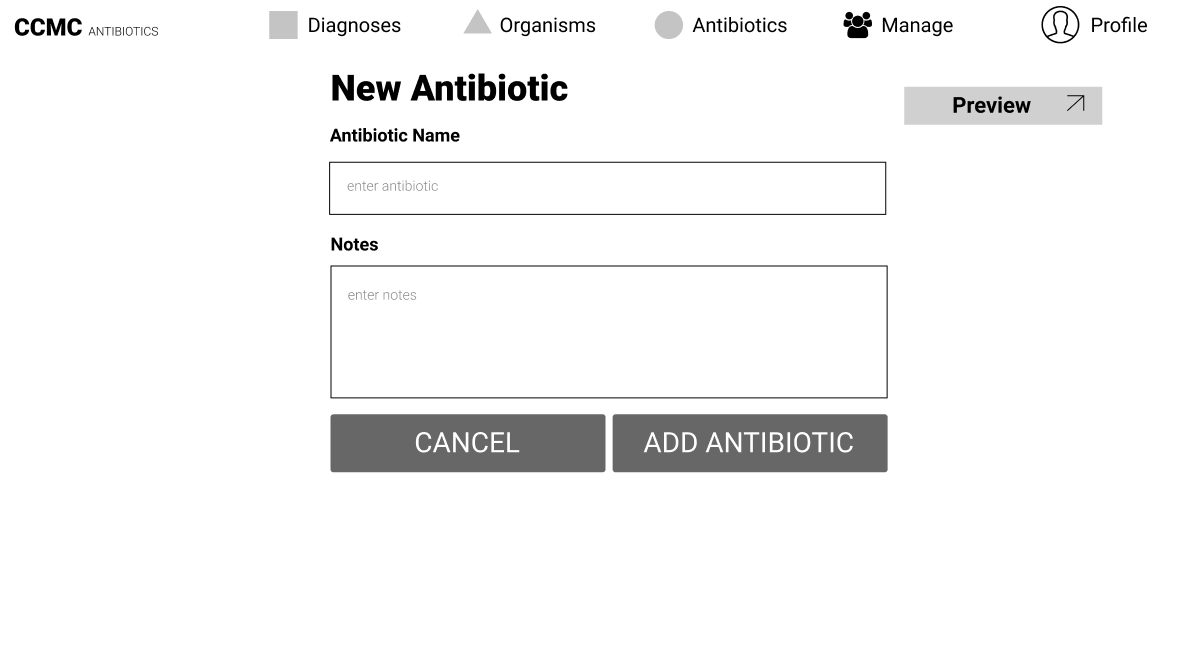 CCMC ANTIBIOTICS Diagnoses Organisms Antibiotics Manage Profile
New Antibiotic
Preview
Antibiotic Name
enter antibiotic
Notes
enter notes
CANCEL ADD ANTIBIOTIC